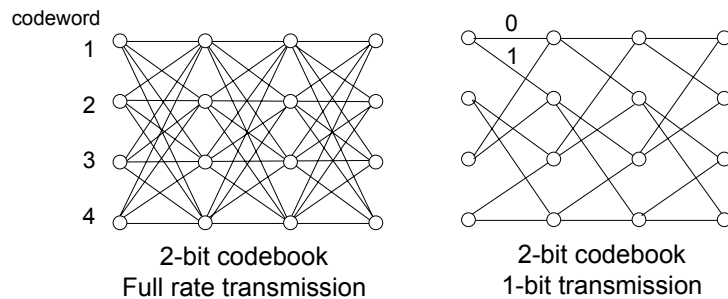 codeword
1
2
3
4
0
1
2-bit codebook
Full rate transmission
2-bit codebook
1-bit transmission